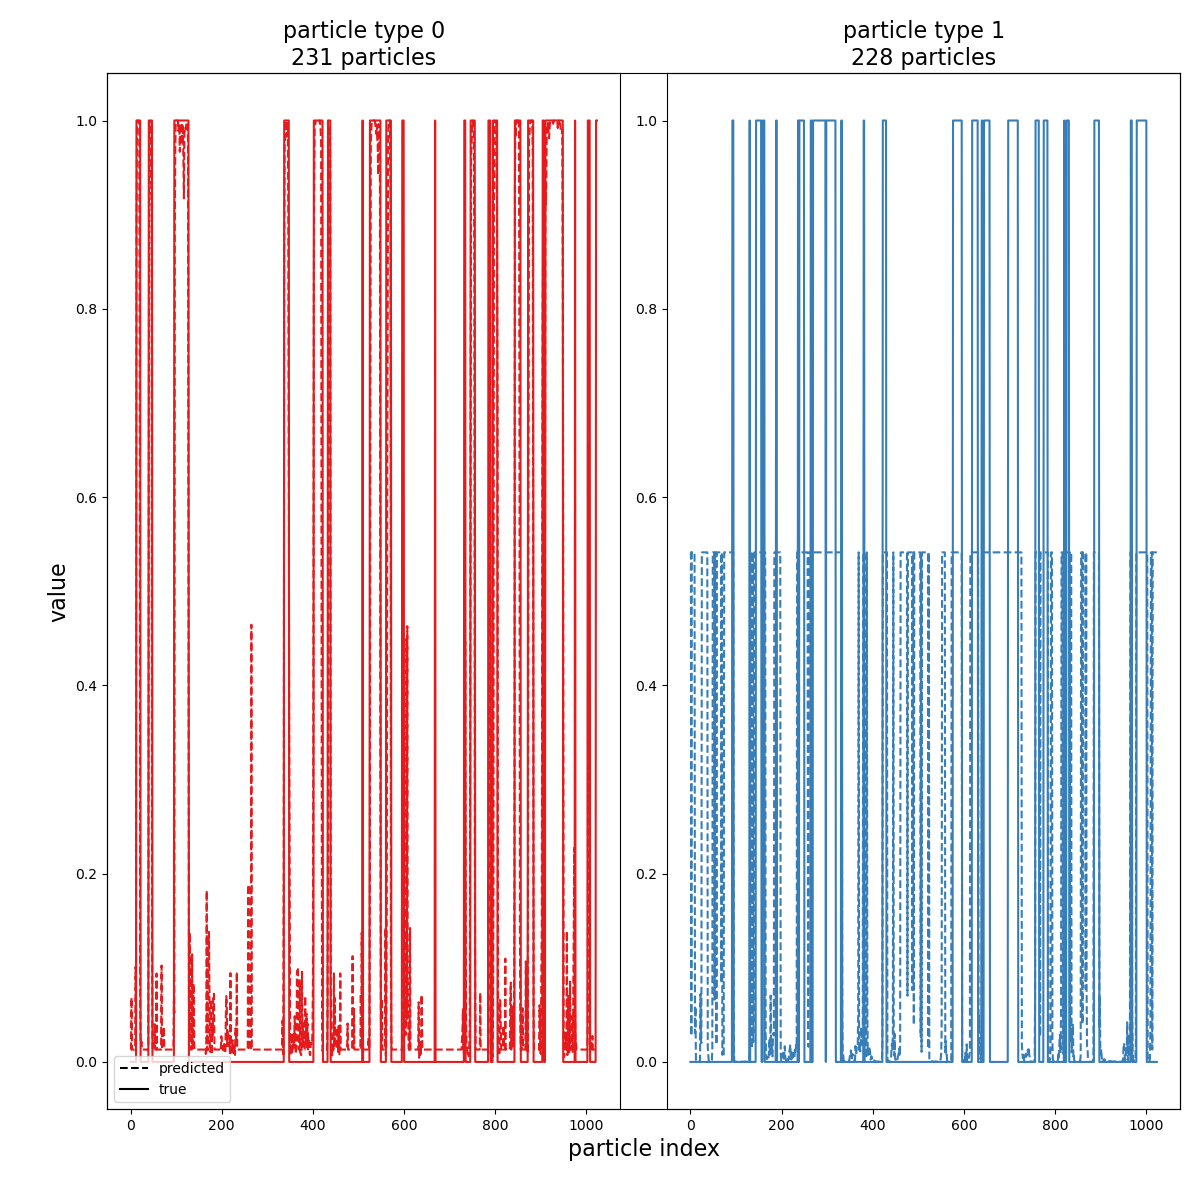 particle type 0
231 particles
particle type 1
228 particles
value
1.0
0.8
0.6
0.4
0.2
0.0
1.0
0.8
0.6
0.4
0.2
0.0
predicted
true
0 200 400 600 800 1000
0 200 400 600 800 1000
particle index